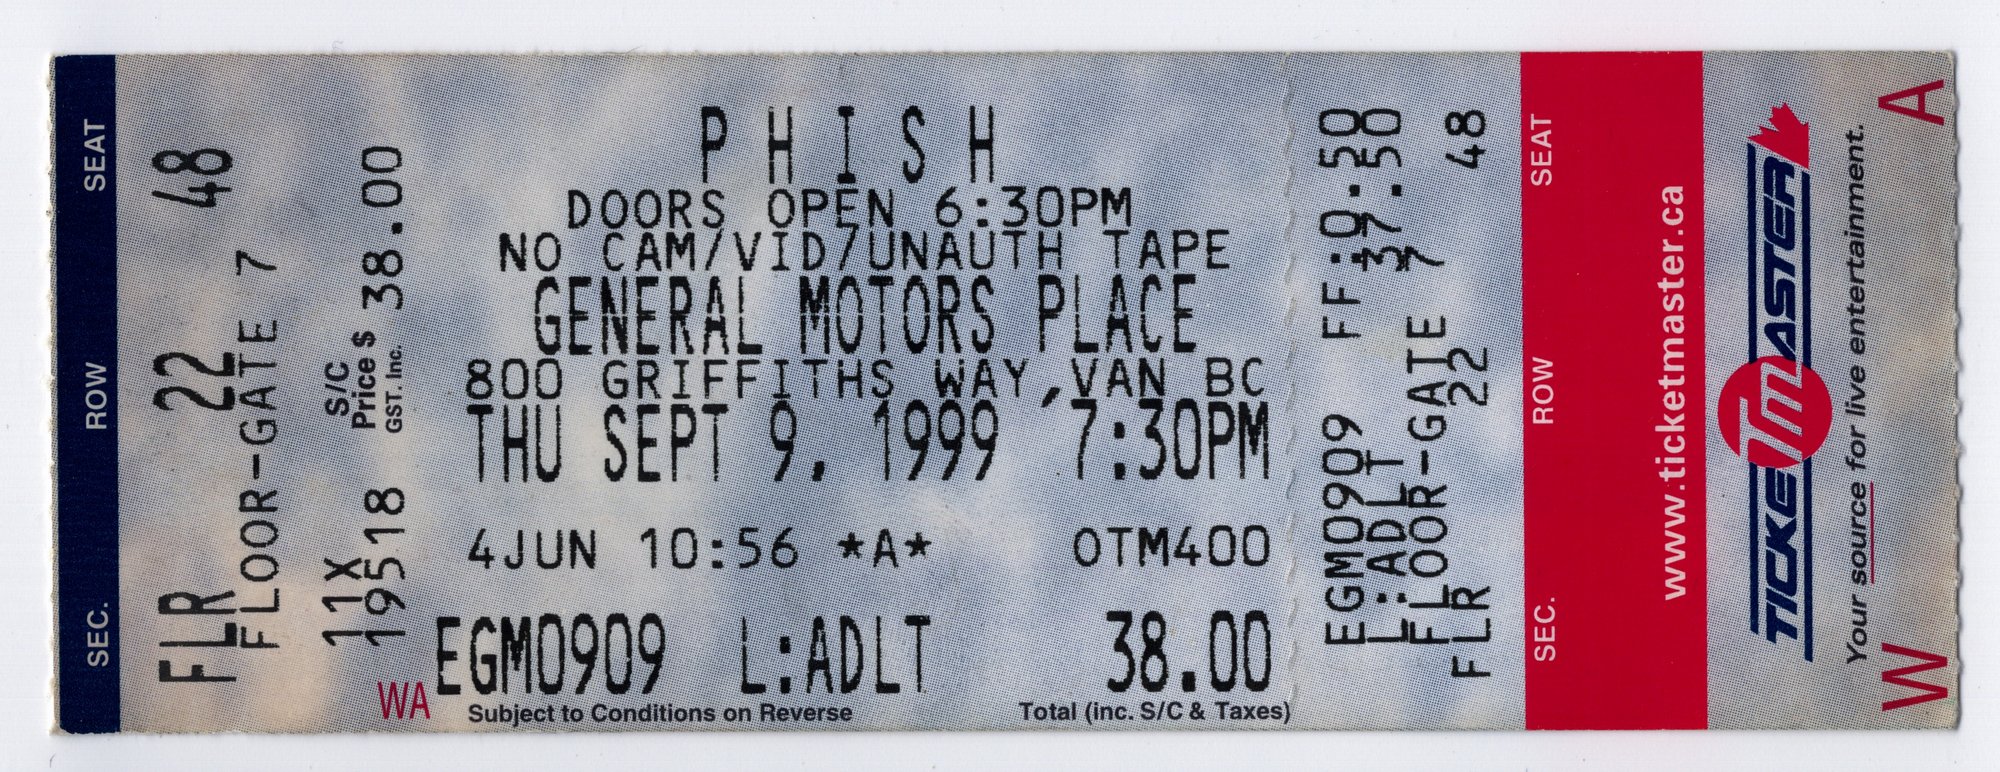 SEC. ROW SEAT
FLR 22 48
FLOOR-GATE 7
11X
S/C
Price $ 38.00
GST. Inc.
19518
PHISH
DOORS OPEN 6:30PM
NO CAM/VID/UNAUTH TAPE
GENERAL MOTORS PLACE
800 GRIFFITHS WAY,VAN BC
THU SEPT 9, 1999 7:30PM
4JUN 10:56 *A* OTM400
EGM0909 L:ADLT 38.00
WA
Subject to Conditions on Reverse
Total (inc. S/C & Taxes)
EGM0909 FF:0.50
L:ADLT 37.50
FLOOR-GATE 7
FLR 22 48
SEC. ROW SEAT
www.ticketmaster.ca
TICKETMASTER
Your source for live entertainment.
W A